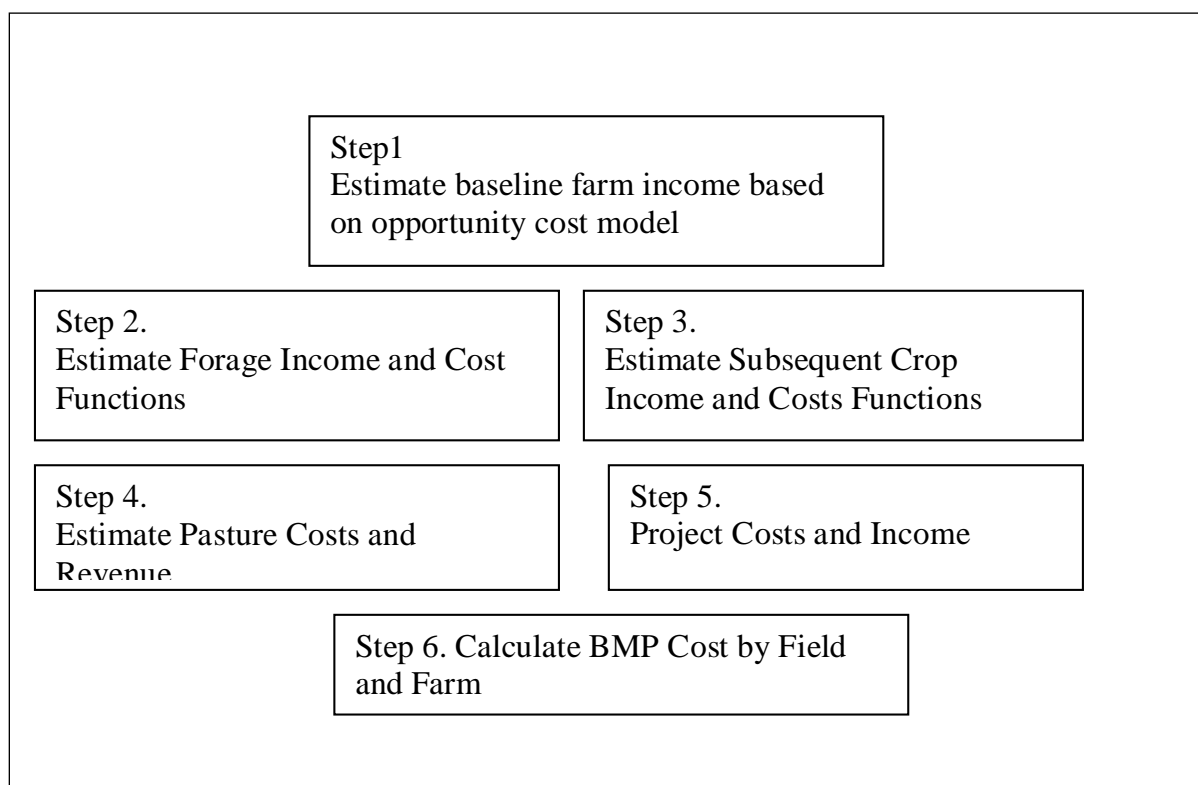 Step1
Estimate baseline farm income based
on opportunity cost model
Step 2.
Estimate Forage Income and Cost
Functions
Step 3.
Estimate Subsequent Crop
Income and Costs Functions
Step 4.
Estimate Pasture Costs and
Revenue
Step 5.
Project Costs and Income
Step 6. Calculate BMP Cost by Field
and Farm